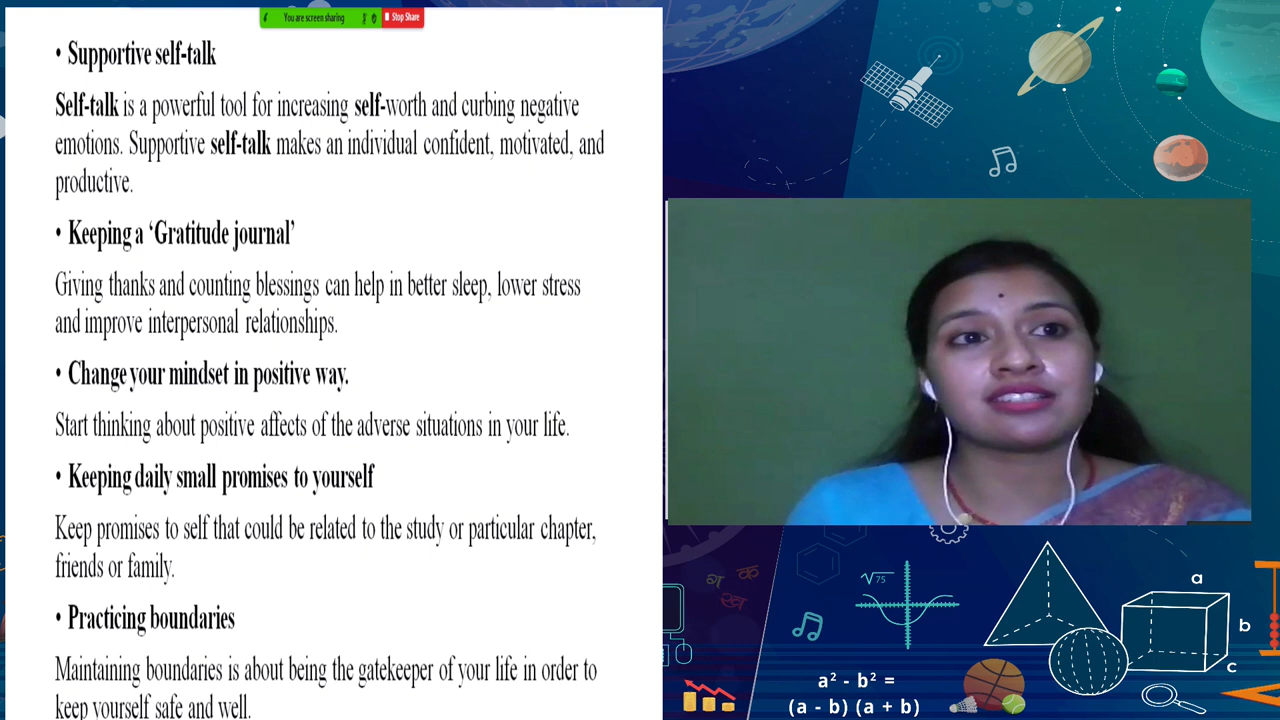 You are screen sharing
Stop Share
• Supportive self-talk
Self-talk is a powerful tool for increasing self-worth and curbing negative
emotions. Supportive self-talk makes an individual confident, motivated, and
productive.
• Keeping a ‘Gratitude journal’
Giving thanks and counting blessings can help in better sleep, lower stress
and improve interpersonal relationships.
• Change your mindset in positive way.
Start thinking about positive affects of the adverse situations in your life.
• Keeping daily small promises to yourself
Keep promises to self that could be related to the study or particular chapter,
friends or family.
• Practicing boundaries
Maintaining boundaries is about being the gatekeeper of your life in order to
keep yourself safe and well.
ग क
ख
√75
a
b
c
a² - b² =
(a - b) (a + b)